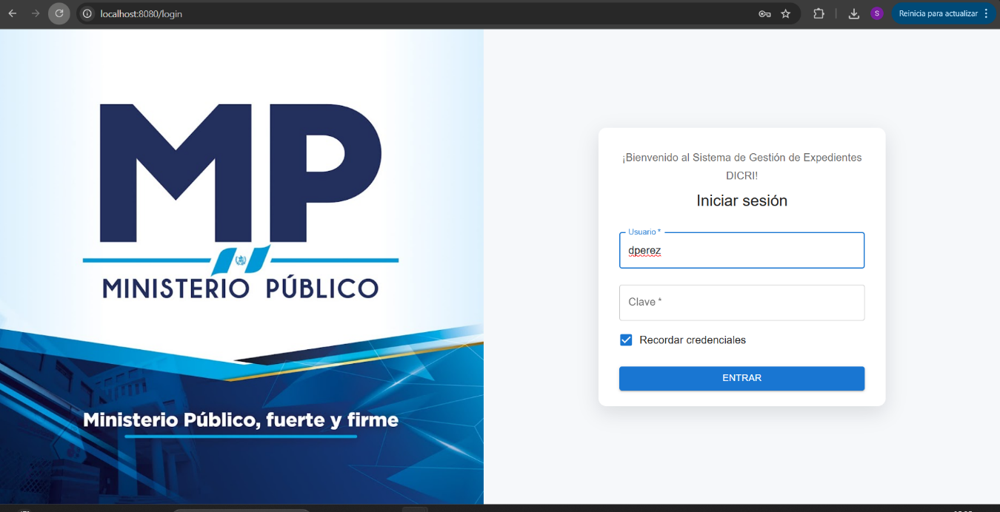 localhost:8080/login
S
Reinicia para actualizar
MP
MINISTERIO PÚBLICO
Ministerio Público, fuerte y firme
¡Bienvenido al Sistema de Gestión de Expedientes
DICRI!
Iniciar sesión
Usuario *
dperez
Clave *
Recordar credenciales
ENTRAR